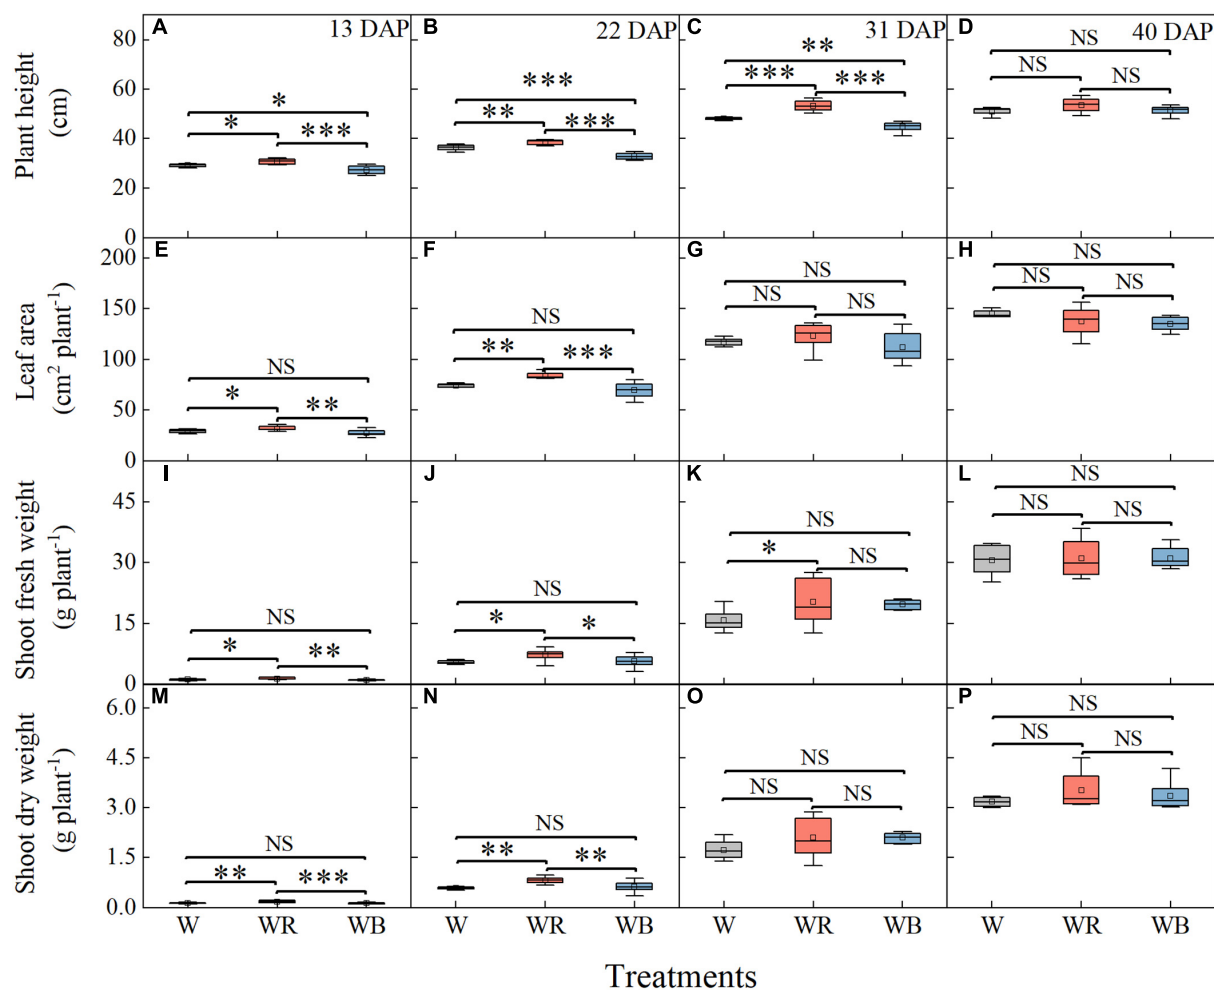 A 13 DAP B 22 DAP C 31 DAP D 40 DAP
Plant height
(cm)
80
60
40
20
0
* * ***
*** ** ***
** *** ***
NS NS NS
E F G H
Leaf area
(cm² plant⁻¹)
200
150
100
50
0
NS * **
NS ** ***
NS NS NS
NS NS NS
I J K L
Shoot fresh weight
(g plant⁻¹)
45
30
15
0
NS * **
NS * *
NS * NS
NS NS NS
M N O P
Shoot dry weight
(g plant⁻¹)
6.0
4.5
3.0
1.5
0.0
NS ** ***
NS ** **
NS NS NS
NS NS NS
W WR WB W WR WB W WR WB W WR WB
Treatments